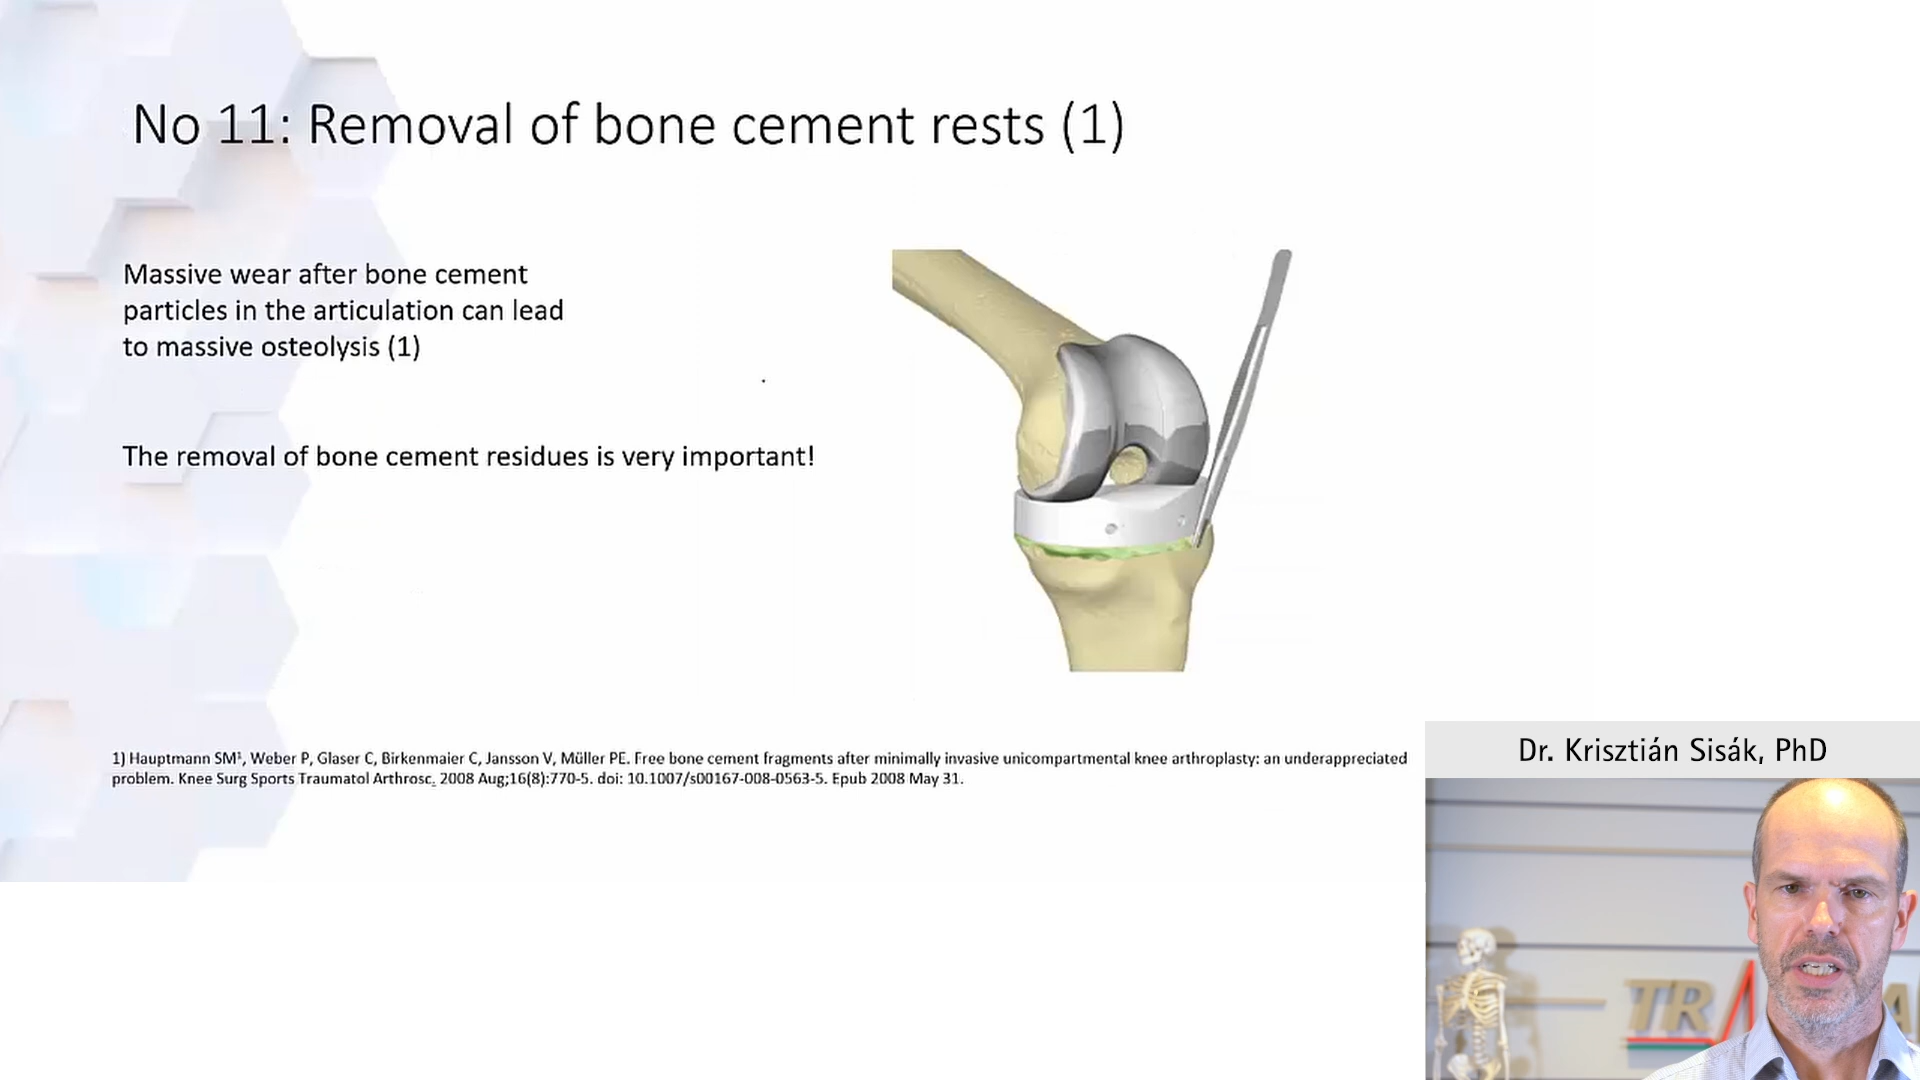 No 11: Removal of bone cement rests (1)
Massive wear after bone cement
particles in the articulation can lead
to massive osteolysis (1)
The removal of bone cement residues is very important!
1) Hauptmann SM¹, Weber P, Glaser C, Birkenmaier C, Jansson V, Müller PE. Free bone cement fragments after minimally invasive unicompartmental knee arthroplasty: an underappreciated
problem. Knee Surg Sports Traumatol Arthrosc. 2008 Aug;16(8):770-5. doi: 10.1007/s00167-008-0563-5. Epub 2008 May 31.
Dr. Krisztián Sisák, PhD